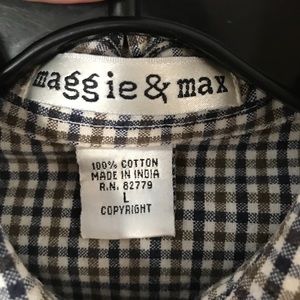 maggie & max
100% COTTON
MADE IN INDIA
R.N. 82779
L
COPYRIGHT